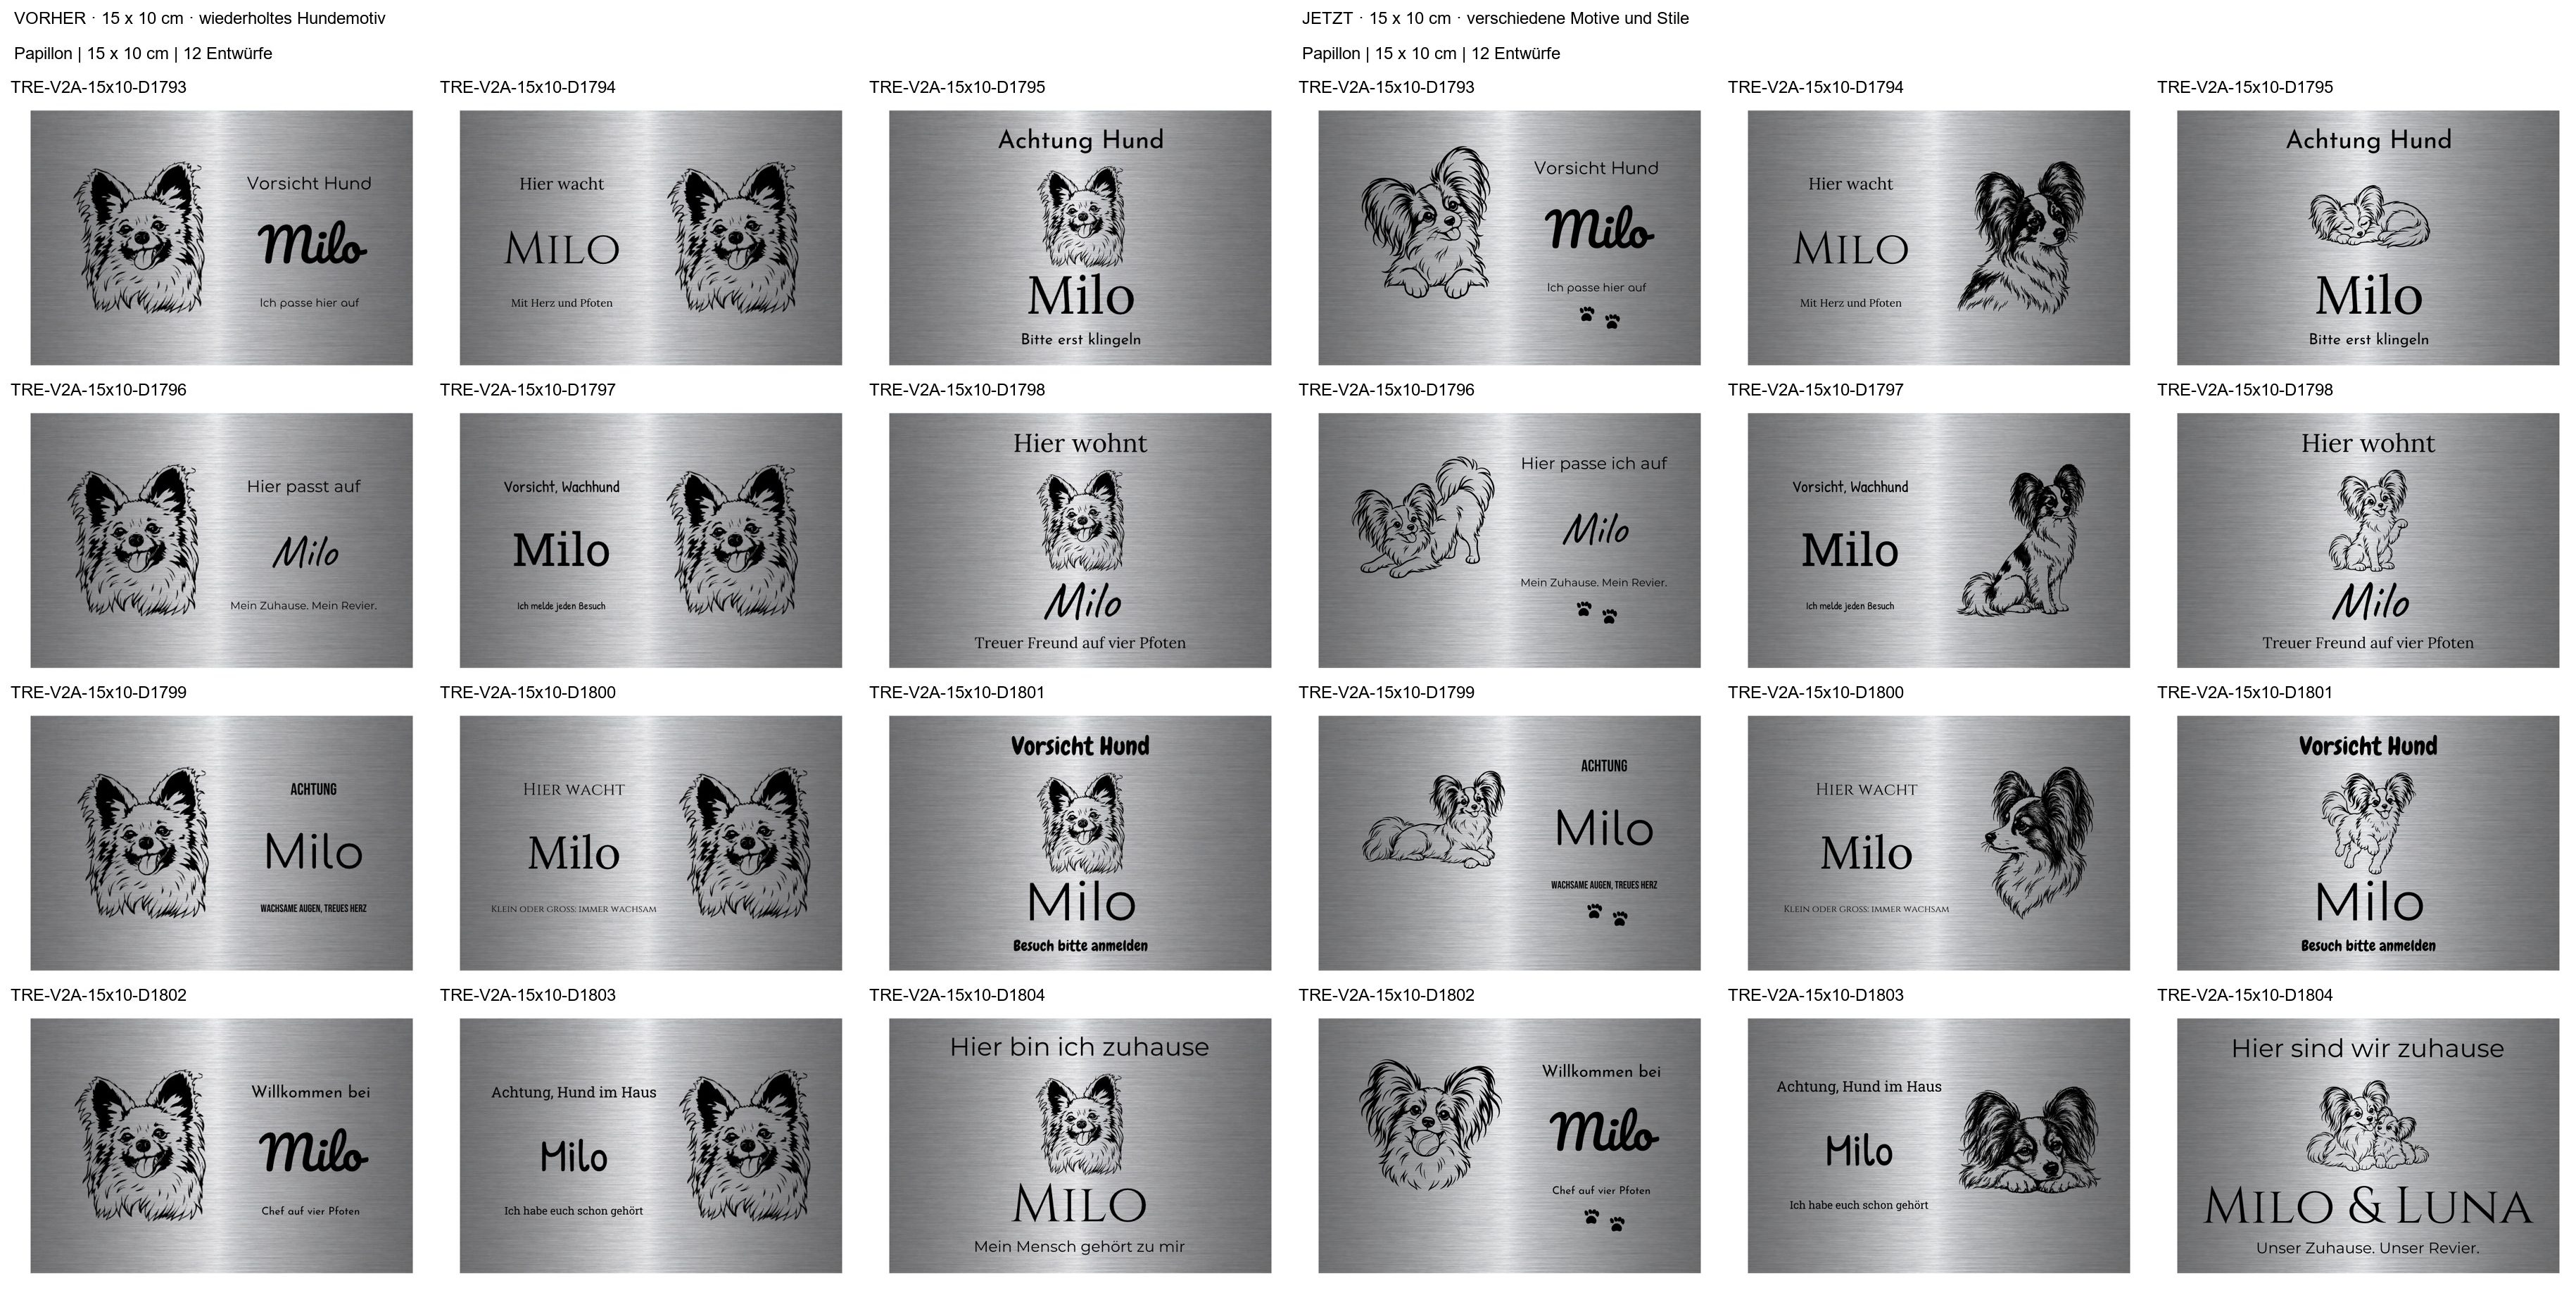 VORHER · 15 x 10 cm · wiederholtes Hundemotiv
Papillon | 15 x 10 cm | 12 Entwürfe
TRE-V2A-15x10-D1793
Vorsicht Hund
Milo
Ich passe hier auf
TRE-V2A-15x10-D1794
Hier wacht
MILO
Mit Herz und Pfoten
TRE-V2A-15x10-D1795
Achtung Hund
Milo
Bitte erst klingeln
TRE-V2A-15x10-D1796
Hier passt auf
Milo
Mein Zuhause. Mein Revier.
TRE-V2A-15x10-D1797
Vorsicht, Wachhund
Milo
Ich melde jeden Besuch
TRE-V2A-15x10-D1798
Hier wohnt
Milo
Treuer Freund auf vier Pfoten
TRE-V2A-15x10-D1799
ACHTUNG
Milo
WACHSAME AUGEN, TREUES HERZ
TRE-V2A-15x10-D1800
HIER WACHT
Milo
KLEIN ODER GROSS: IMMER WACHSAM
TRE-V2A-15x10-D1801
Vorsicht Hund
Milo
Besuch bitte anmelden
TRE-V2A-15x10-D1802
Willkommen bei
Milo
Chef auf vier Pfoten
TRE-V2A-15x10-D1803
Achtung, Hund im Haus
Milo
Ich habe euch schon gehört
TRE-V2A-15x10-D1804
Hier bin ich zuhause
MILO
Mein Mensch gehört zu mir
JETZT · 15 x 10 cm · verschiedene Motive und Stile
Papillon | 15 x 10 cm | 12 Entwürfe
TRE-V2A-15x10-D1793
Vorsicht Hund
Milo
Ich passe hier auf
TRE-V2A-15x10-D1794
Hier wacht
MILO
Mit Herz und Pfoten
TRE-V2A-15x10-D1795
Achtung Hund
Milo
Bitte erst klingeln
TRE-V2A-15x10-D1796
Hier passe ich auf
Milo
Mein Zuhause. Mein Revier.
TRE-V2A-15x10-D1797
Vorsicht, Wachhund
Milo
Ich melde jeden Besuch
TRE-V2A-15x10-D1798
Hier wohnt
Milo
Treuer Freund auf vier Pfoten
TRE-V2A-15x10-D1799
ACHTUNG
Milo
WACHSAME AUGEN, TREUES HERZ
TRE-V2A-15x10-D1800
HIER WACHT
Milo
KLEIN ODER GROSS: IMMER WACHSAM
TRE-V2A-15x10-D1801
Vorsicht Hund
Milo
Besuch bitte anmelden
TRE-V2A-15x10-D1802
Willkommen bei
Milo
Chef auf vier Pfoten
TRE-V2A-15x10-D1803
Achtung, Hund im Haus
Milo
Ich habe euch schon gehört
TRE-V2A-15x10-D1804
Hier sind wir zuhause
MILO & LUNA
Unser Zuhause. Unser Revier.